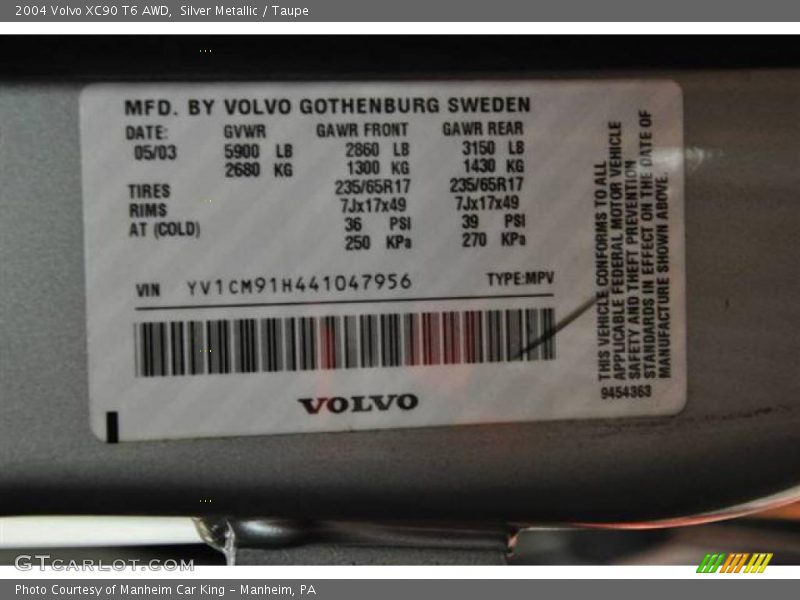 2004 Volvo XC90 T6 AWD,  Silver Metallic / Taupe
MFD. BY VOLVO GOTHENBURG SWEDEN
DATE: GVWR GAWR FRONT GAWR REAR
05/03 5900 LB 2860 LB 3150 LB
2680 KG 1300 KG 1430 KG
TIRES 235/65R17 235/65R17
RIMS 7Jx17x49 7Jx17x49
AT (COLD) 36 PSI 39 PSI
250 KPa 270 KPa
VIN YV1CM91H441047956 TYPE:MPV
VOLVO
THIS VEHICLE CONFORMS TO ALL
APPLICABLE FEDERAL MOTOR VEHICLE
SAFETY AND THEFT PREVENTION
STANDARDS IN EFFECT ON THE DATE OF
MANUFACTURE SHOWN ABOVE.
9454363
GTCARLOT.COM
Photo Courtesy of Manheim Car King - Manheim, PA